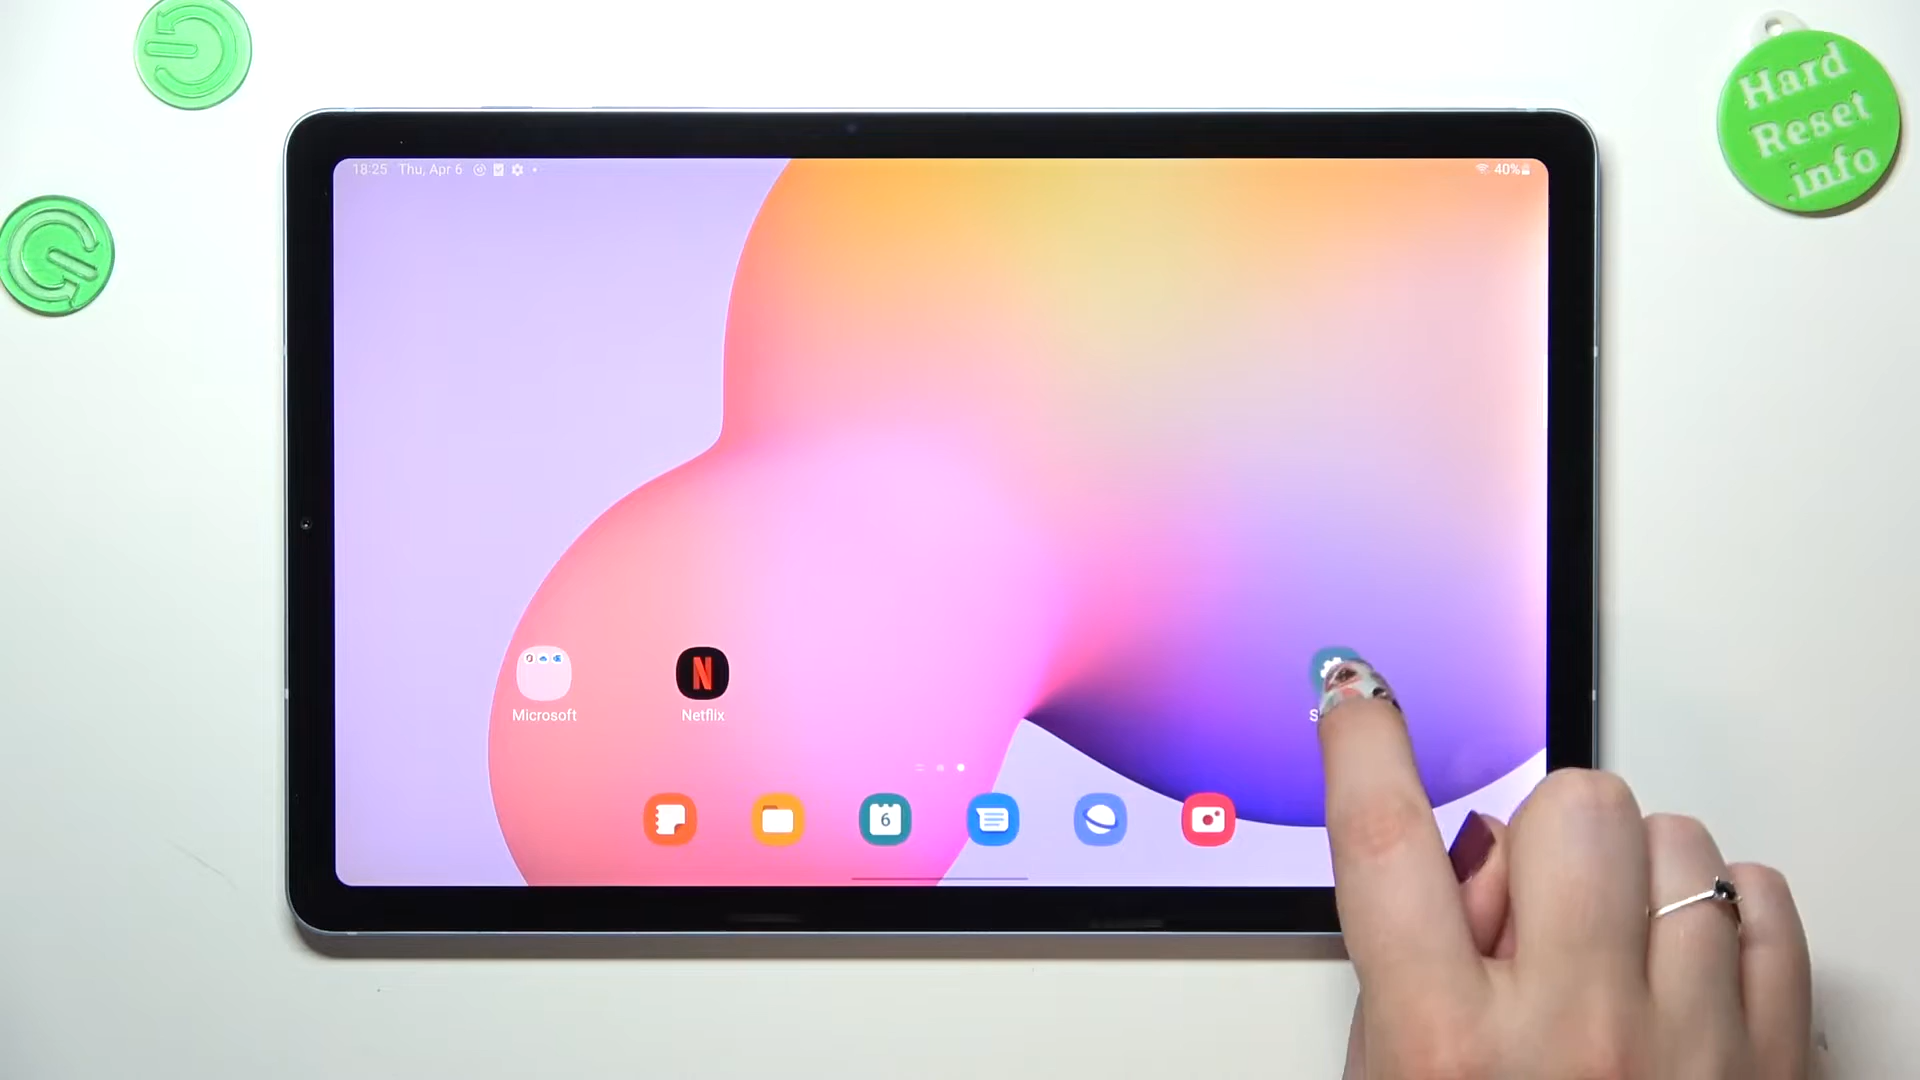 Hard
Reset
.info
18:25 Thu, Apr 6
40%
N
Microsoft
Netflix
6